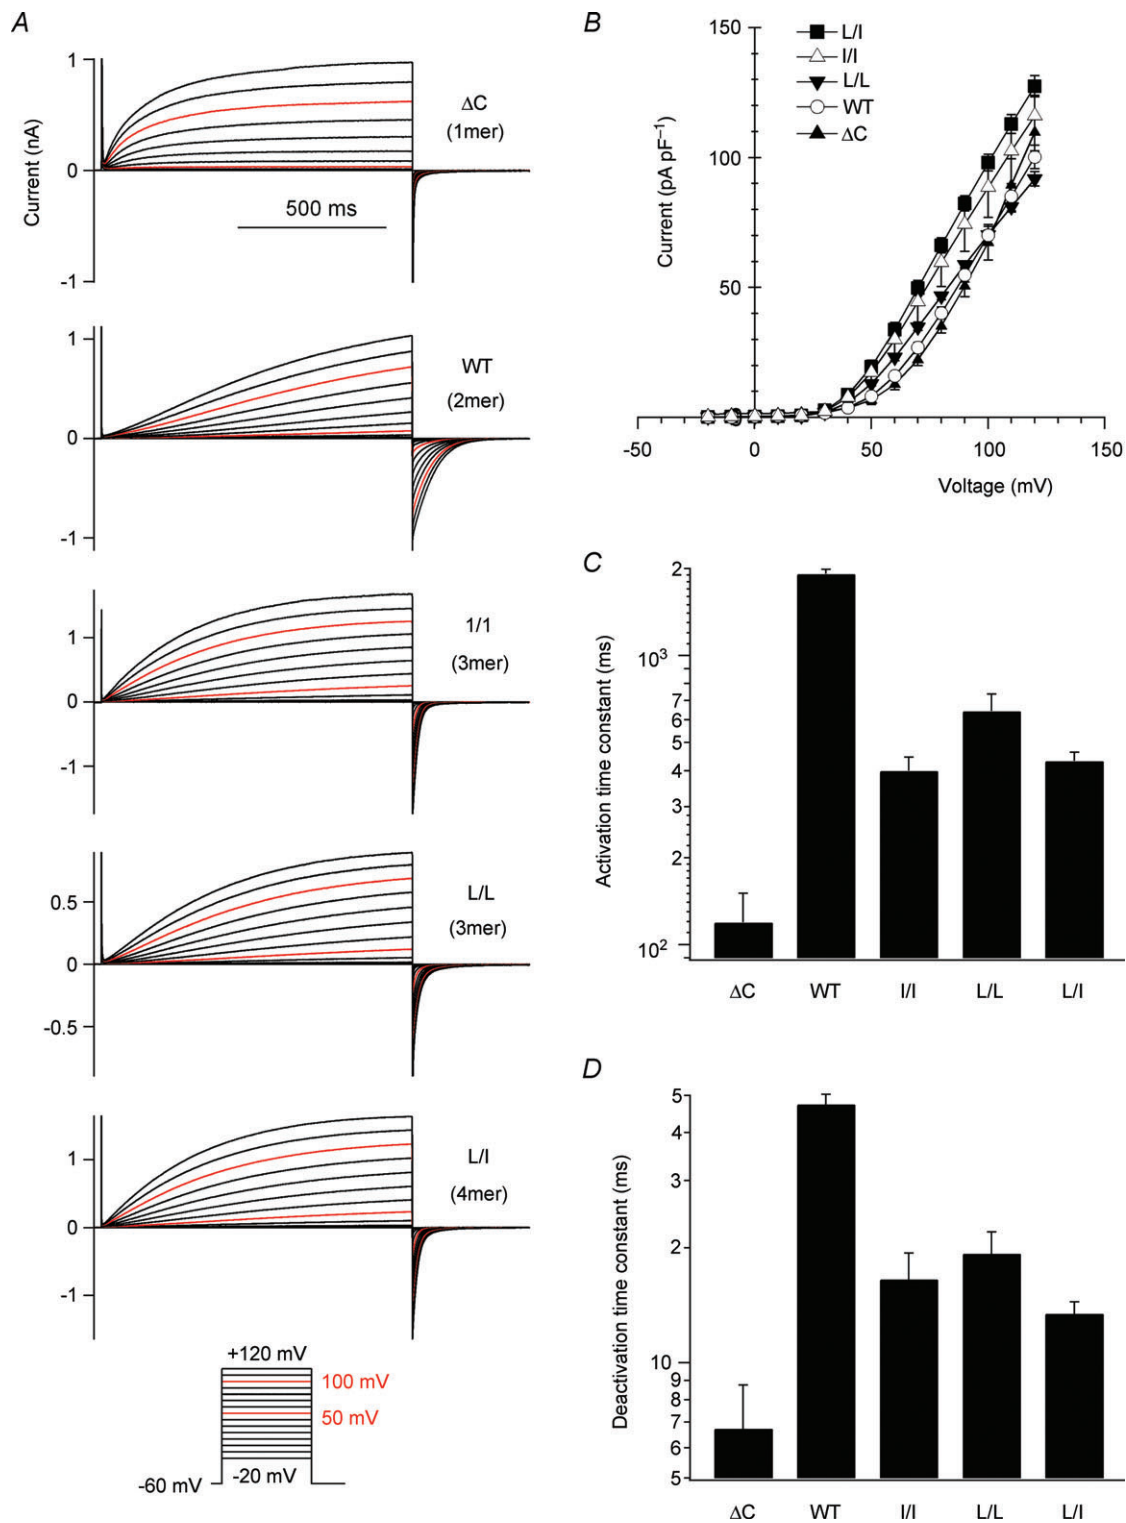 A
1
Current (nA)
0
-1
ΔC
(1mer)
500 ms
1
0
-1
WT
(2mer)
1
0
-1
1/1
(3mer)
0.5
0
-0.5
L/L
(3mer)
1
0
-1
L/I
(4mer)
+120 mV
100 mV
50 mV
-20 mV
-60 mV
B
150
100
50
Current (pA pF⁻¹)
L/I
I/I
L/L
WT
ΔC
-50
0
50
100
150
Voltage (mV)
C
Activation time constant (ms)
2
10³
7
6
5
4
3
2
10²
ΔC WT I/I L/L L/I
D
Deactivation time constant (ms)
5
4
3
2
10
9
8
7
6
5
ΔC WT I/I L/L L/I